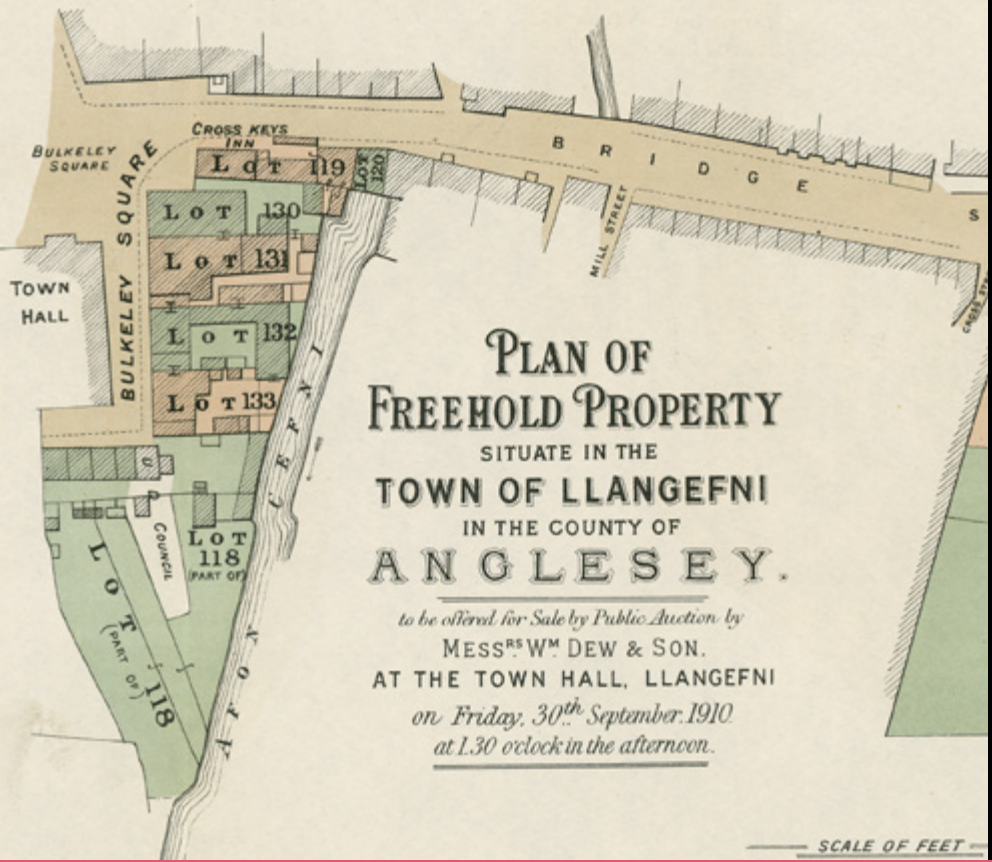 BULKELEY
SQUARE
BULKELEY SQUARE
CROSS KEYS
INN
LOT 119
LOT
120
BRIDGE
S
MILL STREET
CROSS
LOT 130
LOT 131
LOT 132
LOT 133
TOWN
HALL
COUNCIL
LOT
118
(PART OF)
LOT 118
(PART OF)
AFON CEFNI
PLAN OF
FREEHOLD PROPERTY
SITUATE IN THE
TOWN OF LLANGEFNI
IN THE COUNTY OF
ANGLESEY.
to be offered for Sale by Public Auction by
MESSRS. WM. DEW & SON.
AT THE TOWN HALL, LLANGEFNI
on Friday, 30th September, 1910.
at 1.30 o'clock in the afternoon.
SCALE OF FEET